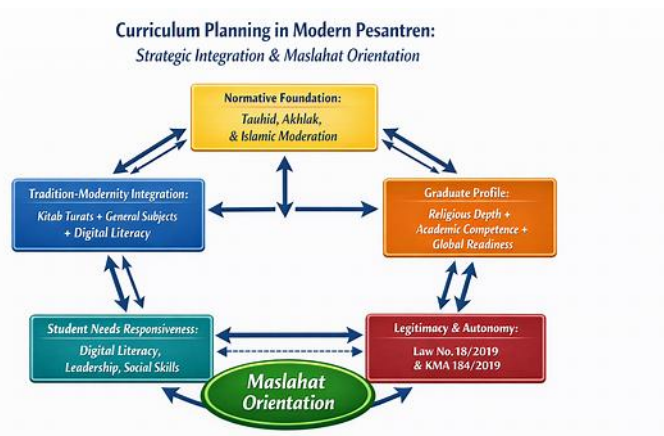 Curriculum Planning in Modern Pesantren:
Strategic Integration & Maslahat Orientation
Normative Foundation:
Tauhid, Akhlak,
& Islamic Moderation
Tradition-Modernity Integration:
Kitab Turats + General Subjects
+ Digital Literacy
Graduate Profile:
Religious Depth +
Academic Competence +
Global Readiness
Student Needs Responsiveness:
Digital Literacy,
Leadership, Social Skills
Legitimacy & Autonomy:
Law No. 18/2019
& KMA 184/2019
Maslahat
Orientation